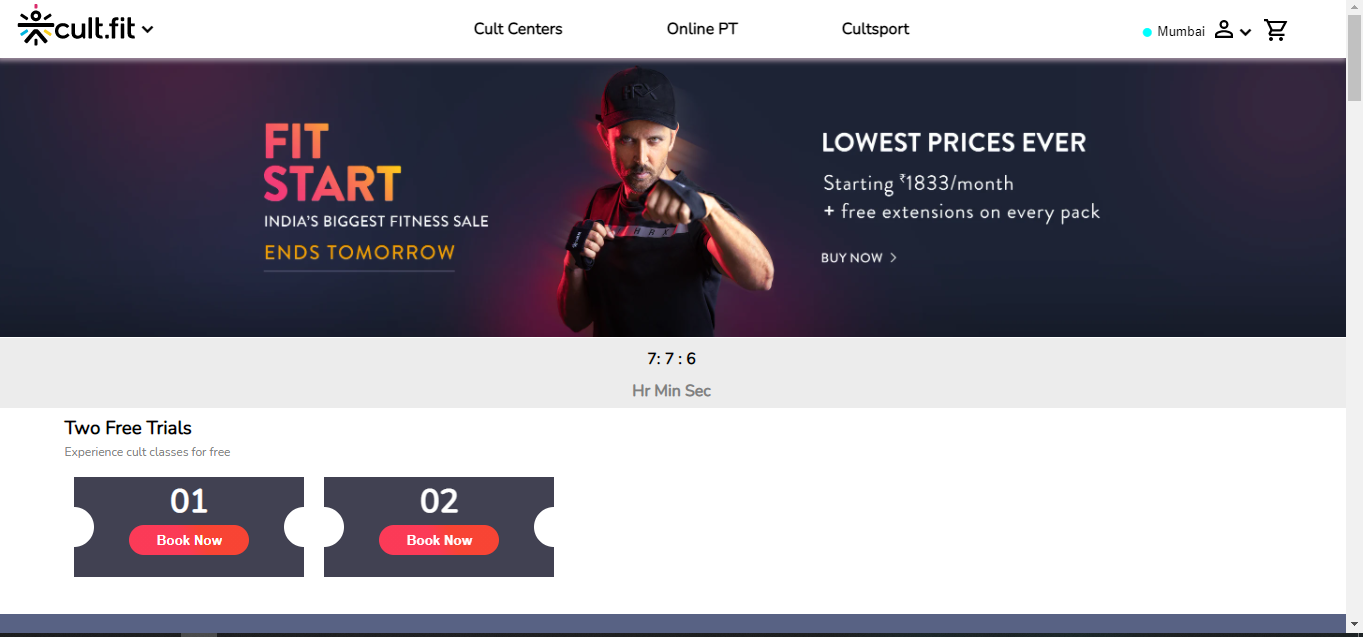 cult.fit
Cult Centers
Online PT
Cultsport
Mumbai
FIT
START
INDIA'S BIGGEST FITNESS SALE
ENDS TOMORROW
HRX
HRX
LOWEST PRICES EVER
Starting ₹1833/month
+ free extensions on every pack
BUY NOW >
7: 7 : 6
Hr Min Sec
Two Free Trials
Experience cult classes for free
01
Book Now
02
Book Now